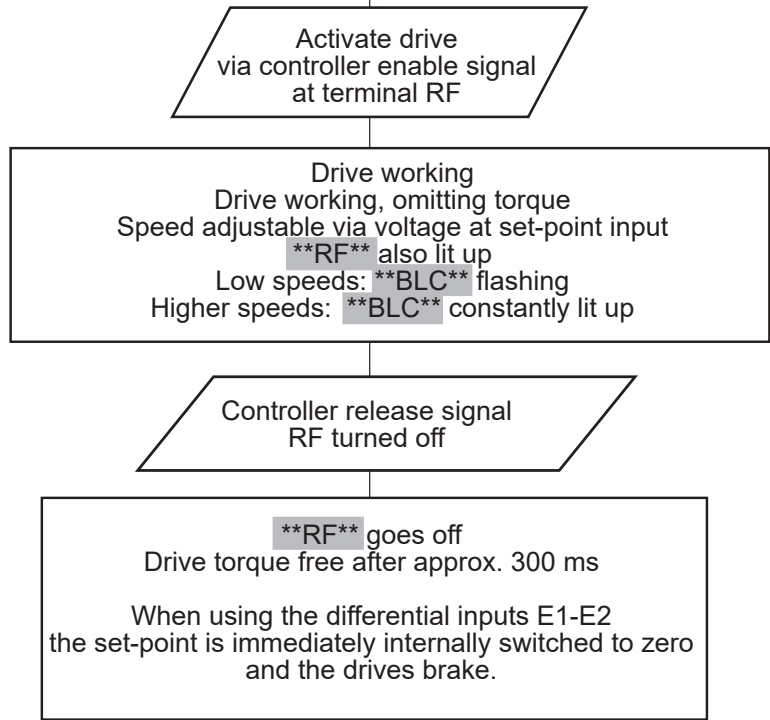 Activate drive
via controller enable signal
at terminal RF
Drive working
Drive working, omitting torque
Speed adjustable via voltage at set-point input
**RF** also lit up
Low speeds: **BLC** flashing
Higher speeds: **BLC** constantly lit up
Controller release signal
RF turned off
**RF** goes off
Drive torque free after approx. 300 ms
When using the differential inputs E1-E2
the set-point is immediately internally switched to zero
and the drives brake.